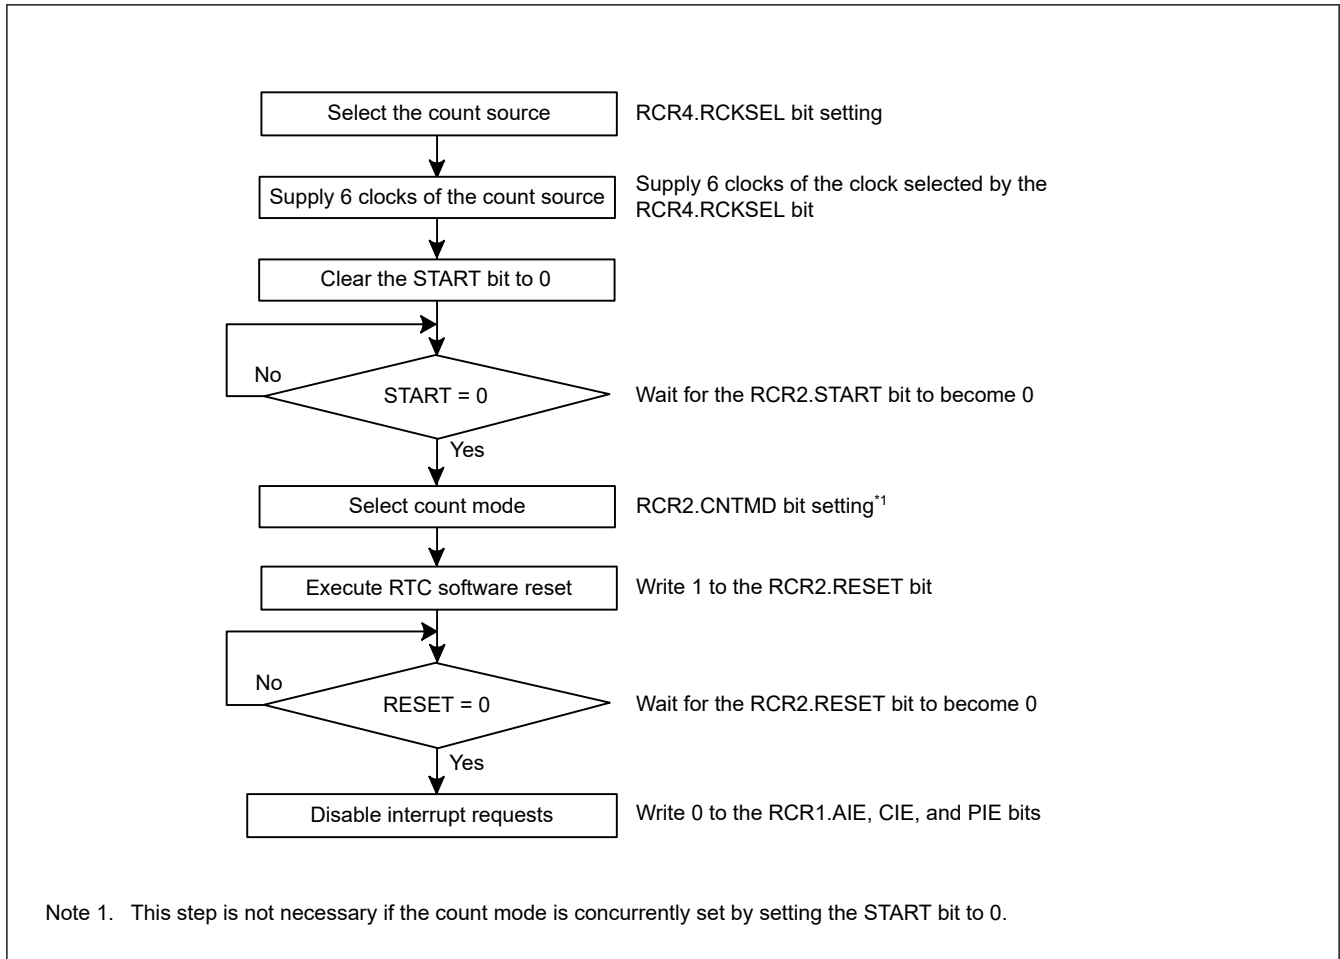 Select the count source
RCR4.RCKSEL bit setting
Supply 6 clocks of the count source
Supply 6 clocks of the clock selected by the
RCR4.RCKSEL bit
Clear the START bit to 0
No
START = 0
Wait for the RCR2.START bit to become 0
Yes
Select count mode
RCR2.CNTMD bit setting*1
Execute RTC software reset
Write 1 to the RCR2.RESET bit
No
RESET = 0
Wait for the RCR2.RESET bit to become 0
Yes
Disable interrupt requests
Write 0 to the RCR1.AIE, CIE, and PIE bits
Note 1. This step is not necessary if the count mode is concurrently set by setting the START bit to 0.